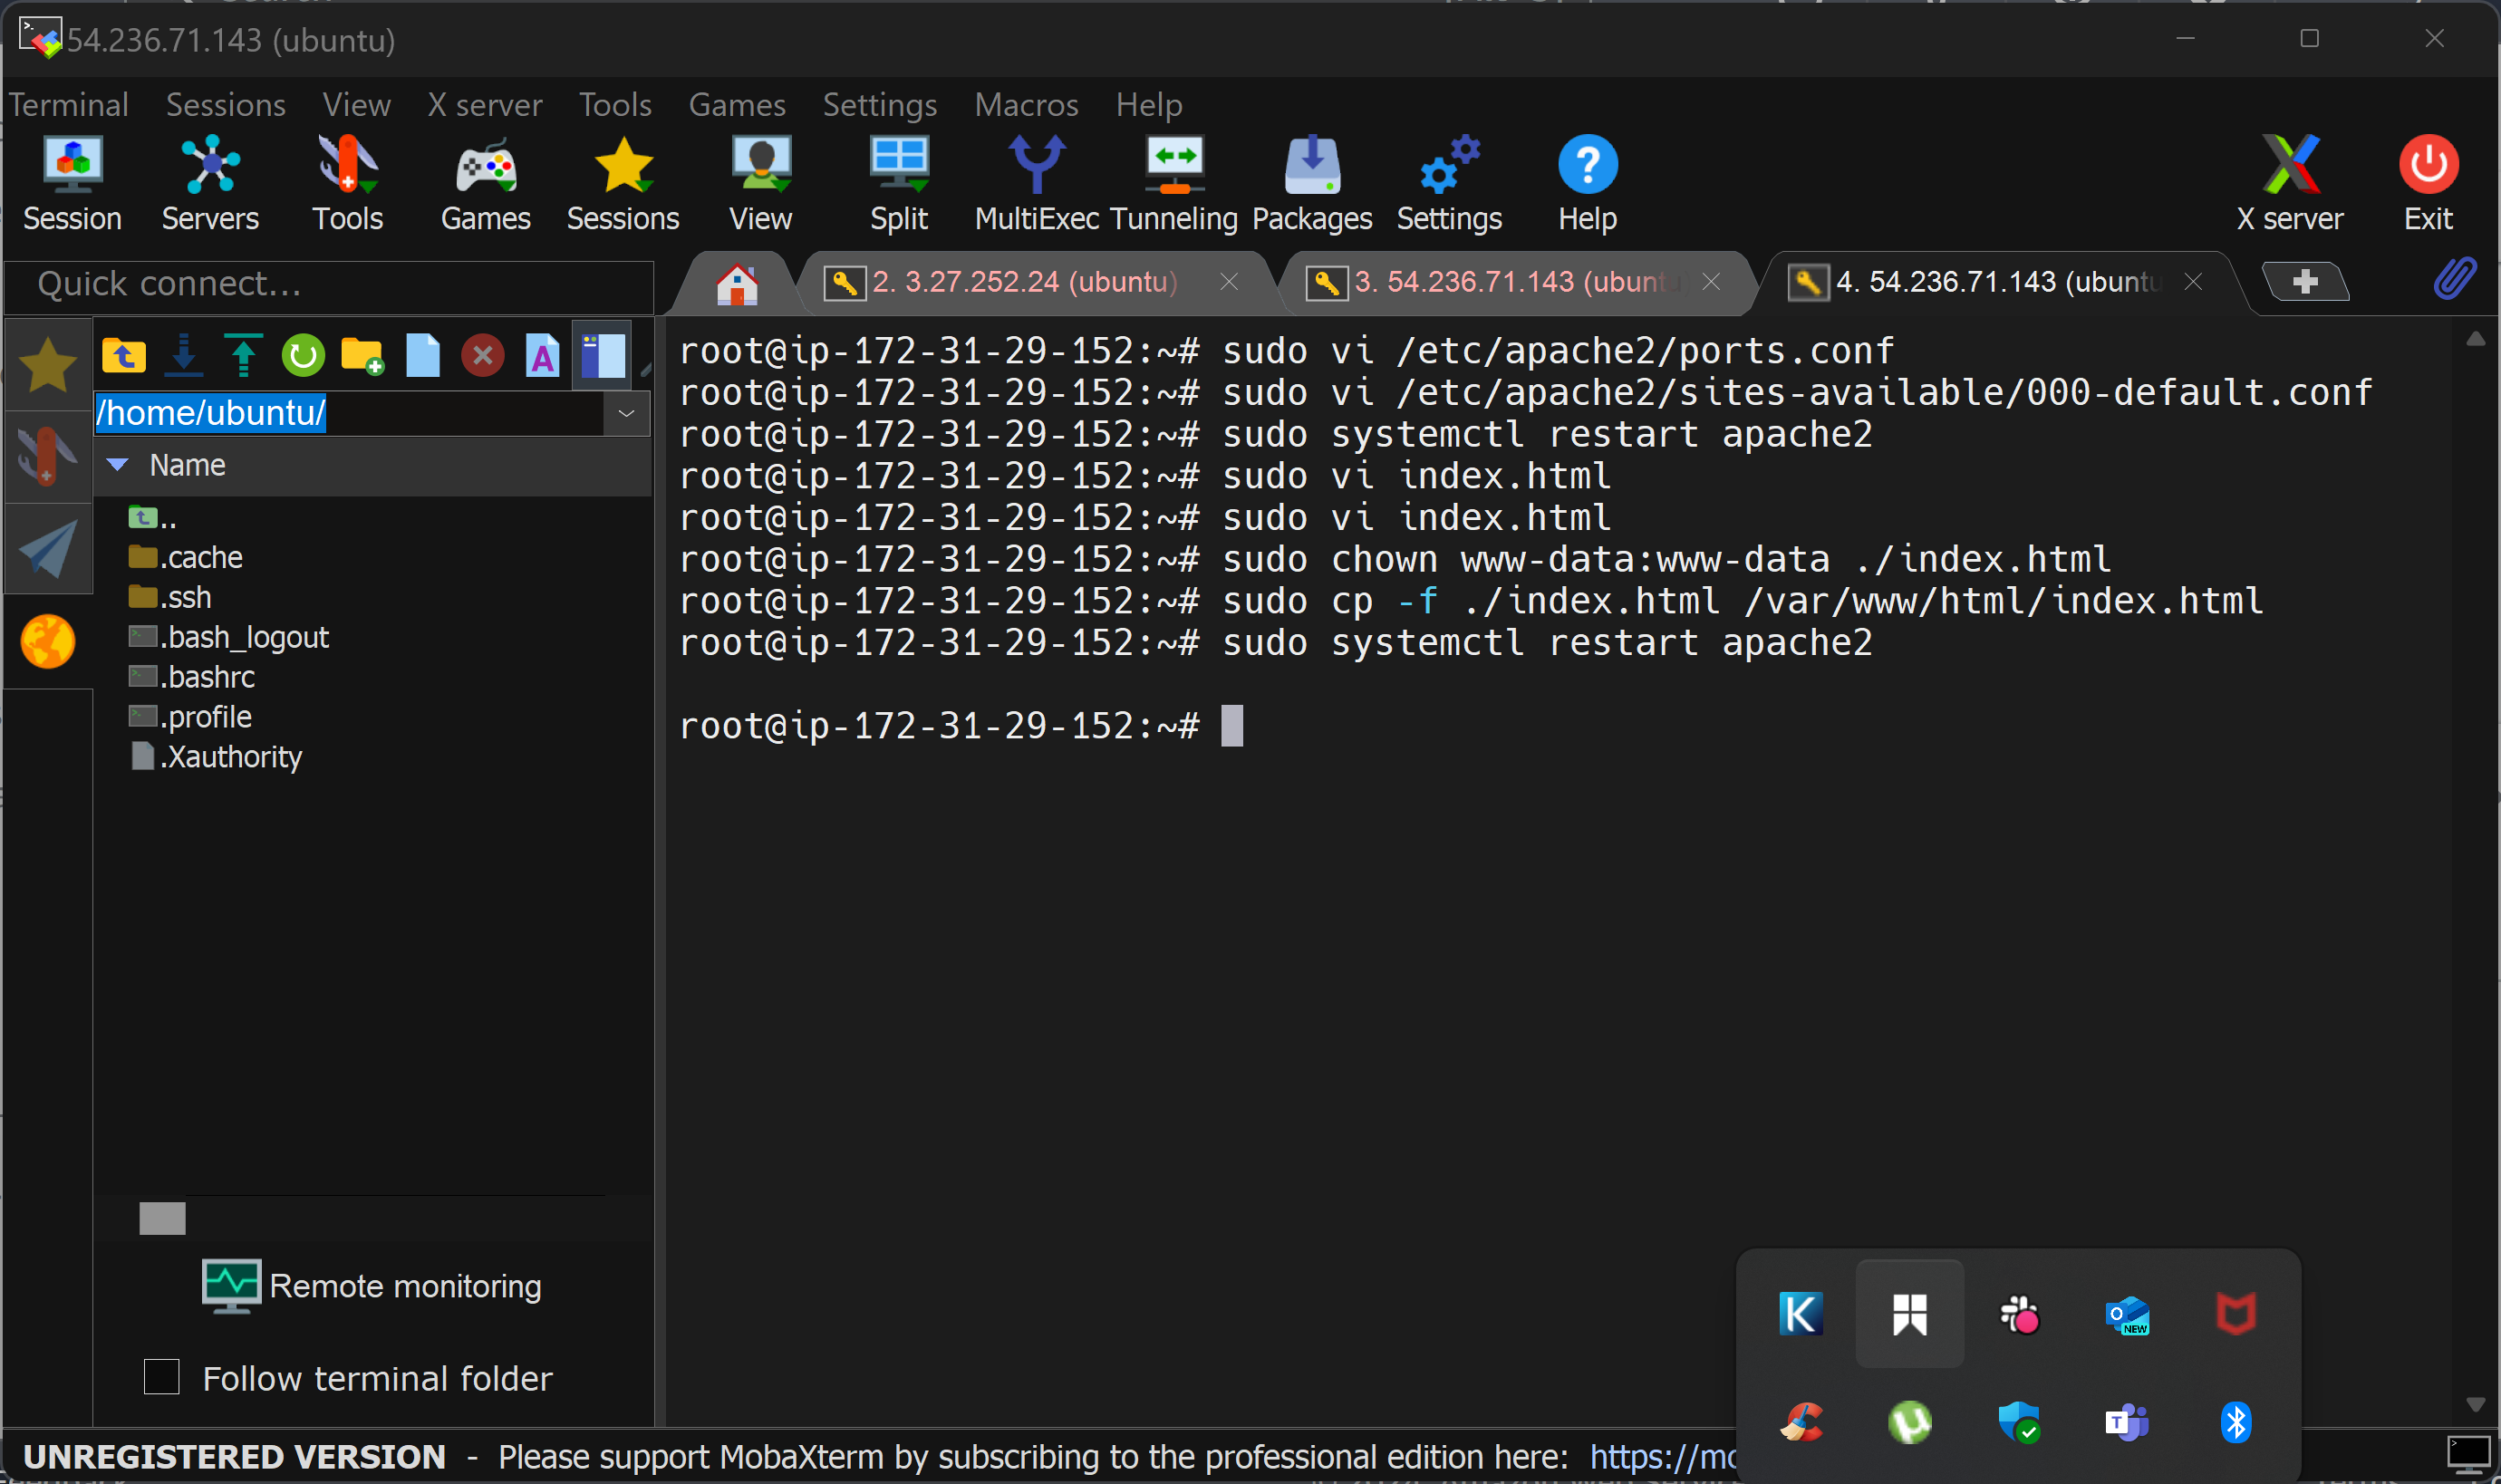 54.236.71.143 (ubuntu)
Terminal Sessions View X server Tools Games Settings Macros Help
Session Servers Tools Games Sessions View Split MultiExec Tunneling Packages Settings Help X server Exit
Quick connect...
2. 3.27.252.24 (ubuntu)
3. 54.236.71.143 (ubunt
4. 54.236.71.143 (ubuntu
/home/ubuntu/
Name
..
.cache
.ssh
.bash_logout
.bashrc
.profile
.Xauthority
Remote monitoring
Follow terminal folder
root@ip-172-31-29-152:~# sudo vi /etc/apache2/ports.conf
root@ip-172-31-29-152:~# sudo vi /etc/apache2/sites-available/000-default.conf
root@ip-172-31-29-152:~# sudo systemctl restart apache2
root@ip-172-31-29-152:~# sudo vi index.html
root@ip-172-31-29-152:~# sudo vi index.html
root@ip-172-31-29-152:~# sudo chown www-data:www-data ./index.html
root@ip-172-31-29-152:~# sudo cp -f ./index.html /var/www/html/index.html
root@ip-172-31-29-152:~# sudo systemctl restart apache2
root@ip-172-31-29-152:~#
NEW
UNREGISTERED VERSION - Please support MobaXterm by subscribing to the professional edition here: https://mo